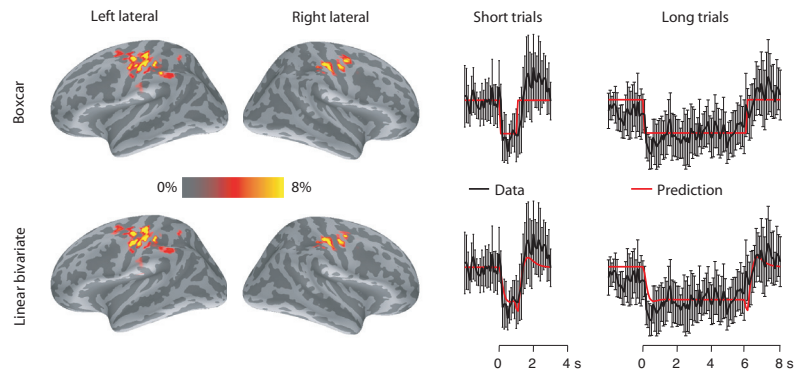 Left lateral
Right lateral
Short trials
Long trials
Boxcar
0%
8%
Data
Prediction
Linear bivariate
0 2 4 s
0 2 4 6 8 s